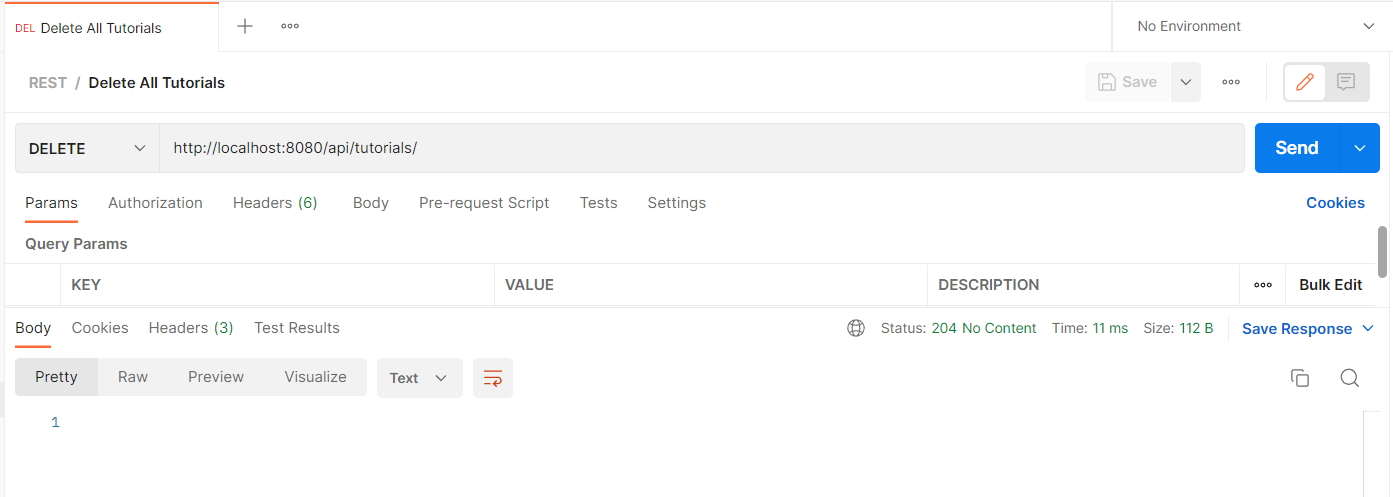 DEL Delete All Tutorials
No Environment
REST / Delete All Tutorials
Save
DELETE http://localhost:8080/api/tutorials/ Send
Params Authorization Headers (6) Body Pre-request Script Tests Settings Cookies
Query Params
KEY VALUE DESCRIPTION Bulk Edit
Body Cookies Headers (3) Test Results Status: 204 No Content Time: 11 ms Size: 112 B Save Response
Pretty Raw Preview Visualize Text
1